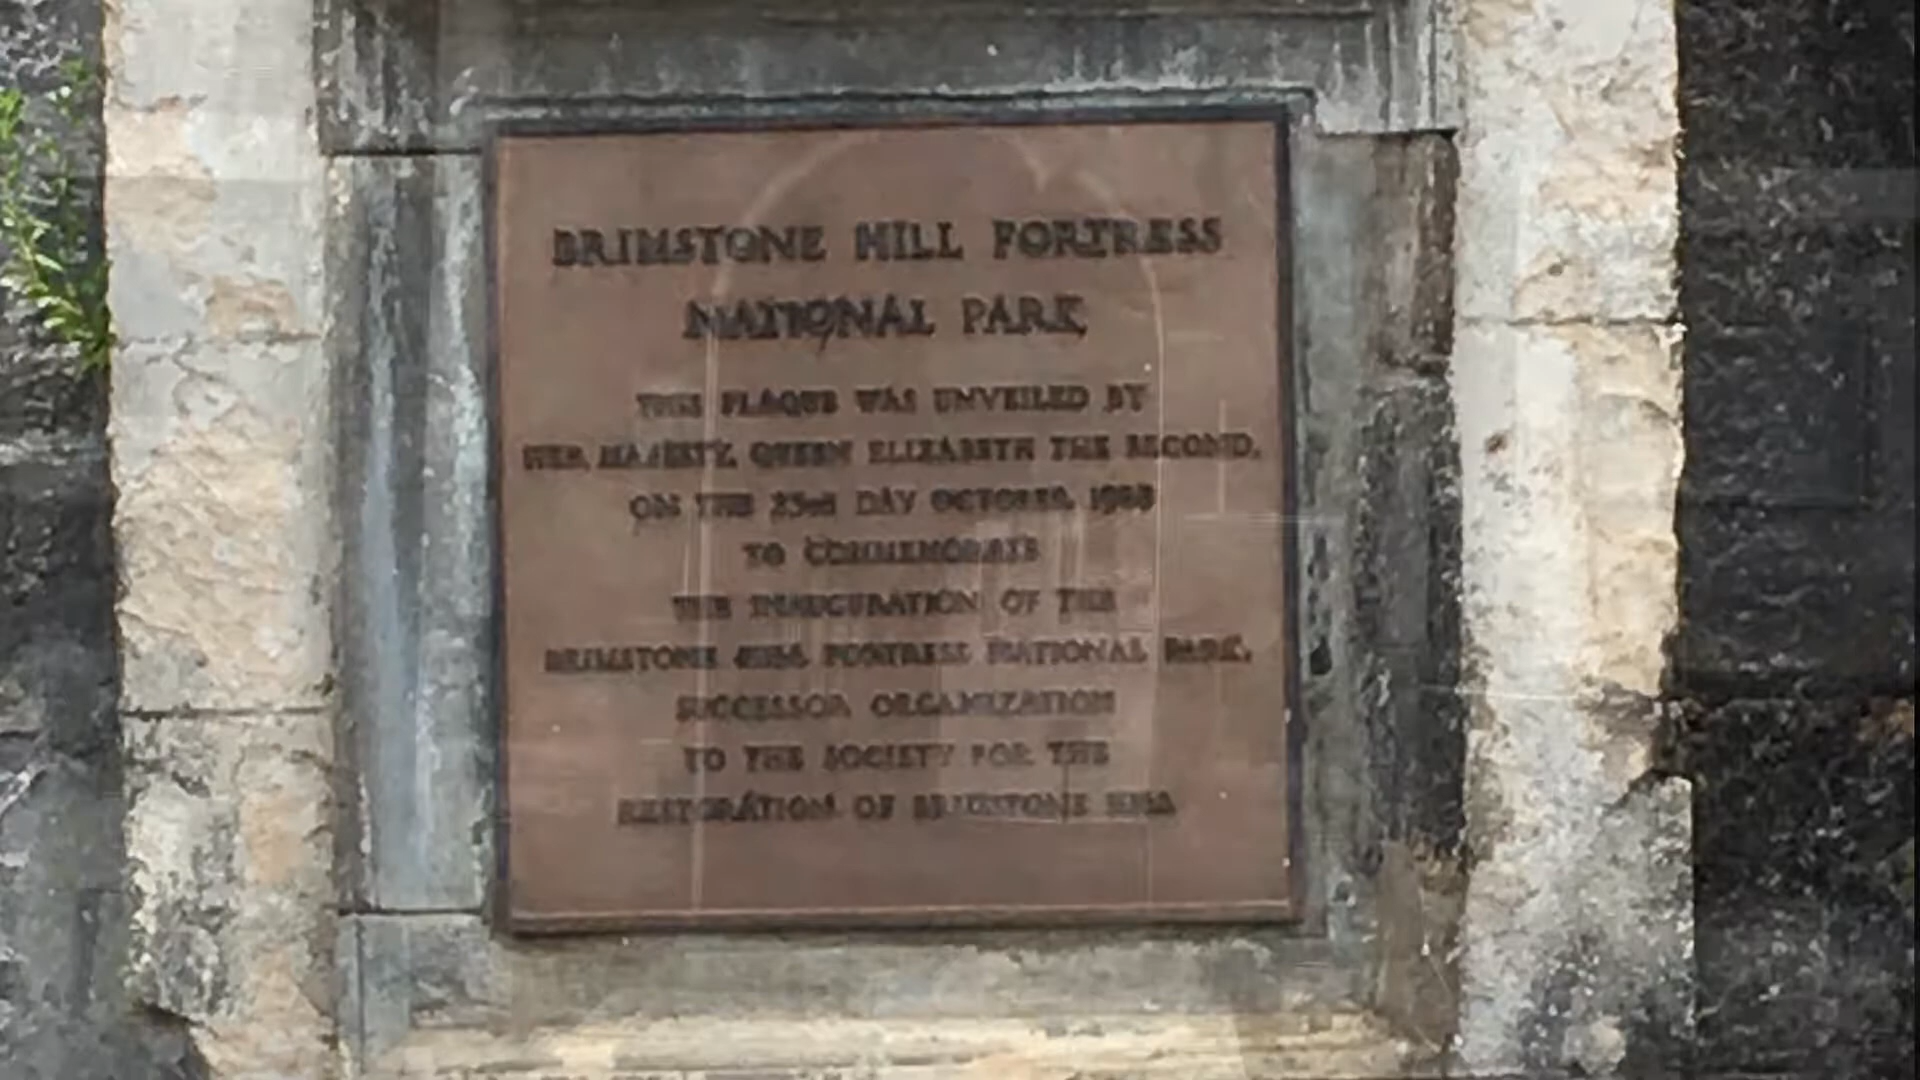 BRIMSTONE HILL FORTRESS
NATIONAL PARK
THIS PLAQUE WAS UNVEILED BY
HER MAJESTY, QUEEN ELIZABETH THE SECOND,
ON THE 23rd DAY OCTOBER,
TO COMMEMORATE
THE INAUGURATION OF THE
BRIMSTONE HILL FORTRESS NATIONAL PARK,
SUCCESSOR ORGANIZATION
TO THE SOCIETY FOR THE
RESTORATION OF BRIMSTONE HILL